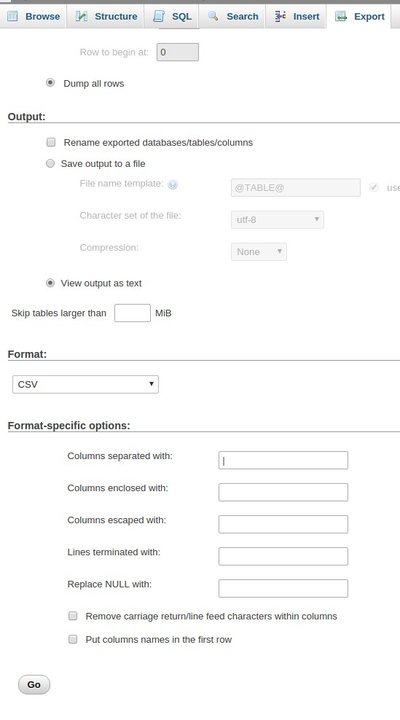 Browse Structure SQL Search Insert Export
Row to begin at: 0
Dump all rows
Output:
Rename exported databases/tables/columns
Save output to a file
File name template: @TABLE@ use
Character set of the file: utf-8
Compression: None
View output as text
Skip tables larger than MiB
Format:
CSV
Format-specific options:
Columns separated with: |
Columns enclosed with:
Columns escaped with:
Lines terminated with:
Replace NULL with:
Remove carriage return/line feed characters within columns
Put columns names in the first row
Go